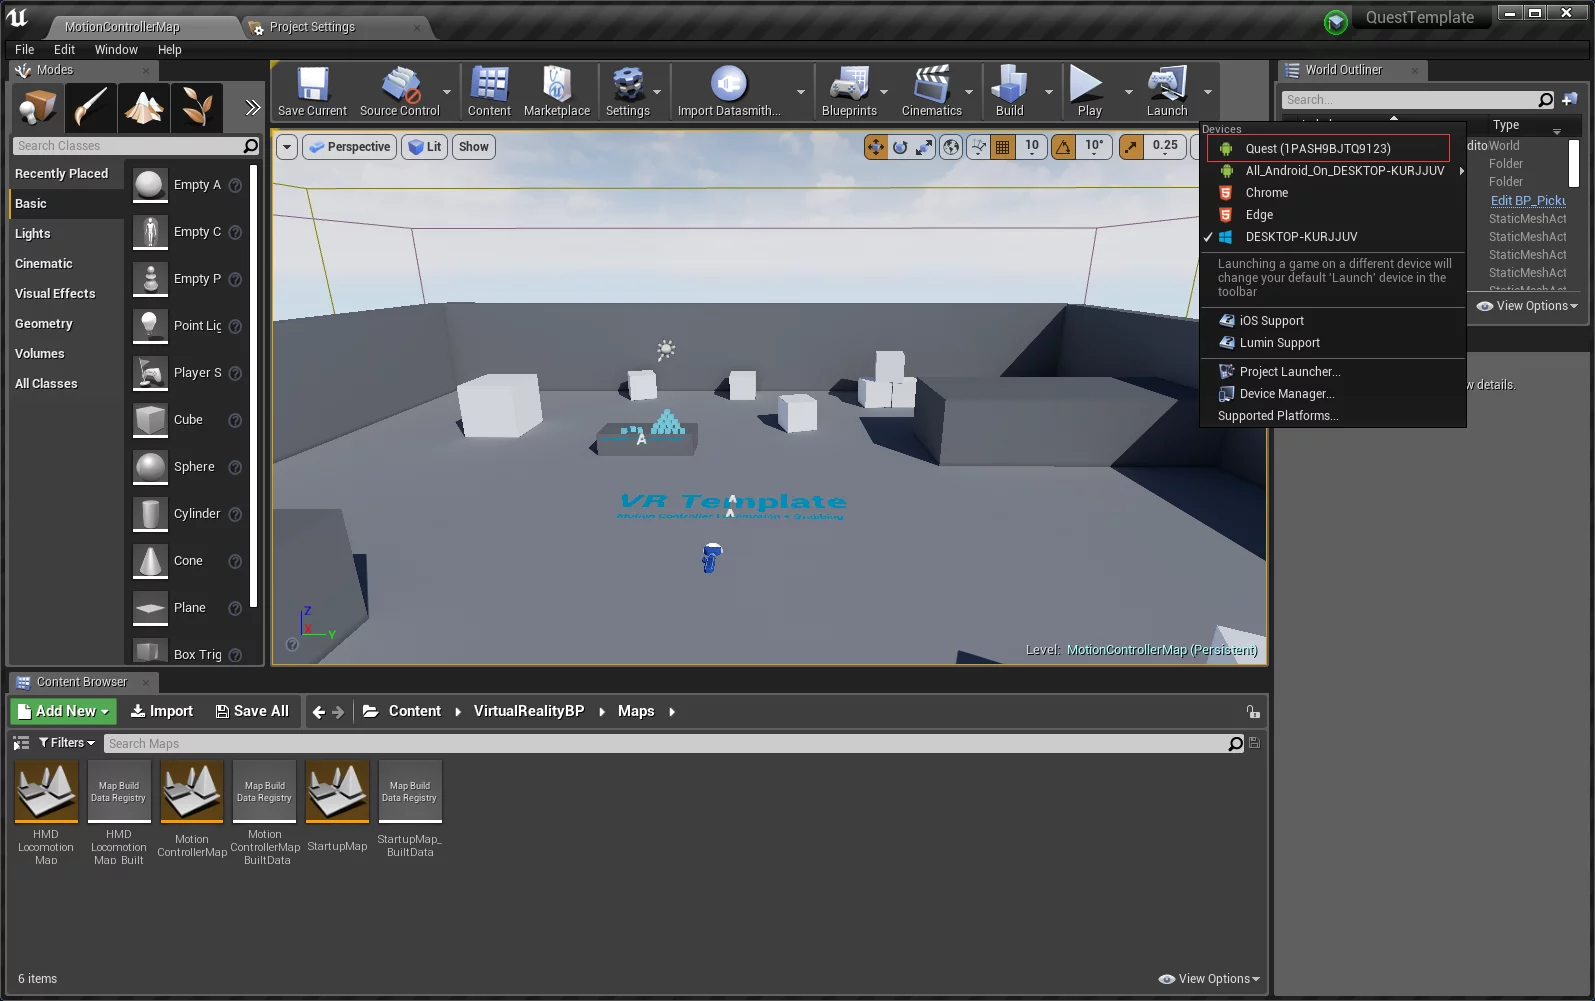 MotionControllerMap
Project Settings
QuestTemplate
File Edit Window Help
Modes
Save Current
Source Control
Content
Marketplace
Settings
Import Datasmith...
Blueprints
Cinematics
Build
Play
Launch
World Outliner
Search...
Type
Search Classes
Recently Placed
Basic
Lights
Cinematic
Visual Effects
Geometry
Volumes
All Classes
Empty A
Empty C
Empty P
Point Lig
Player S
Cube
Sphere
Cylinder
Cone
Plane
Box Trig
Perspective
Lit
Show
10
10°
0.25
Devices
Quest (1PASH9BJTQ9123)
All_Android_On_DESKTOP-KURJJUV
Chrome
Edge
DESKTOP-KURJJUV
Launching a game on a different device will
change your default 'Launch' device in the
toolbar
iOS Support
Lumin Support
Project Launcher...
Device Manager...
Supported Platforms...
World
Folder
Folder
Edit BP_Picku
StaticMeshAct
StaticMeshAct
StaticMeshAct
StaticMeshAct
View Options
details.
VR Template
Z
X
Y
Level: MotionControllerMap (Persistent)
Content Browser
Add New
Import
Save All
Content
VirtualRealityBP
Maps
Filters
Search Maps
Map Build
Data Registry
Map Build
Data Registry
Map Build
Data Registry
HMD
Locomotion
Map
HMD
Locomotion
Map_Built
Motion
ControllerMap
Motion
ControllerMap_
BuiltData
StartupMap
StartupMap_
BuiltData
6 items
View Options